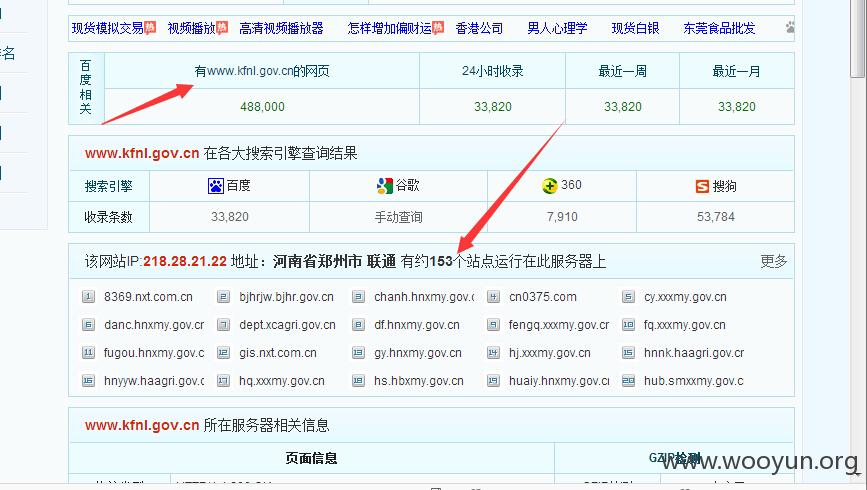 名
现货模拟交易热 视频播放热 高清视频播放器 怎样增加偏财运热 香港公司 男人心理学 现货白银 东莞食品批发
百度相关 有www.kfnl.gov.cn的网页 24小时收录 最近一周 最近一月
488,000 33,820 33,820 33,820
www.kfnl.gov.cn 在各大搜索引擎查询结果
搜索引擎 百度 谷歌 360 搜狗
收录条数 33,820 手动查询 7,910 53,784
该网站IP:218.28.21.22 地址：河南省郑州市 联通 有约153个站点运行在此服务器上 更多
1 8369.nxt.com.cn 2 bjhrjw.bjhr.gov.cn 3 chanh.hnxmy.gov.c 4 cn0375.com 5 cy.xxxmy.gov.cn
6 danc.hnxmy.gov.cr 7 dept.xcagri.gov.cn 8 df.hnxmy.gov.cn 9 fengq.xxxmy.gov.cr 10 fq.xxxmy.gov.cn
11 fugou.hnxmy.gov.c 12 gis.nxt.com.cn 13 gy.hnxmy.gov.cn 14 hj.xxxmy.gov.cn 15 hnnk.haagri.gov.cr
16 hnyyw.haagri.gov.c 17 hq.xxxmy.gov.cn 18 hs.hbxmy.gov.cn 19 huaiy.hnxmy.gov.cr 20 hub.smxxmy.gov.c
www.kfnl.gov.cn 所在服务器相关信息
页面信息 GZIP检测
www.wooyun.org